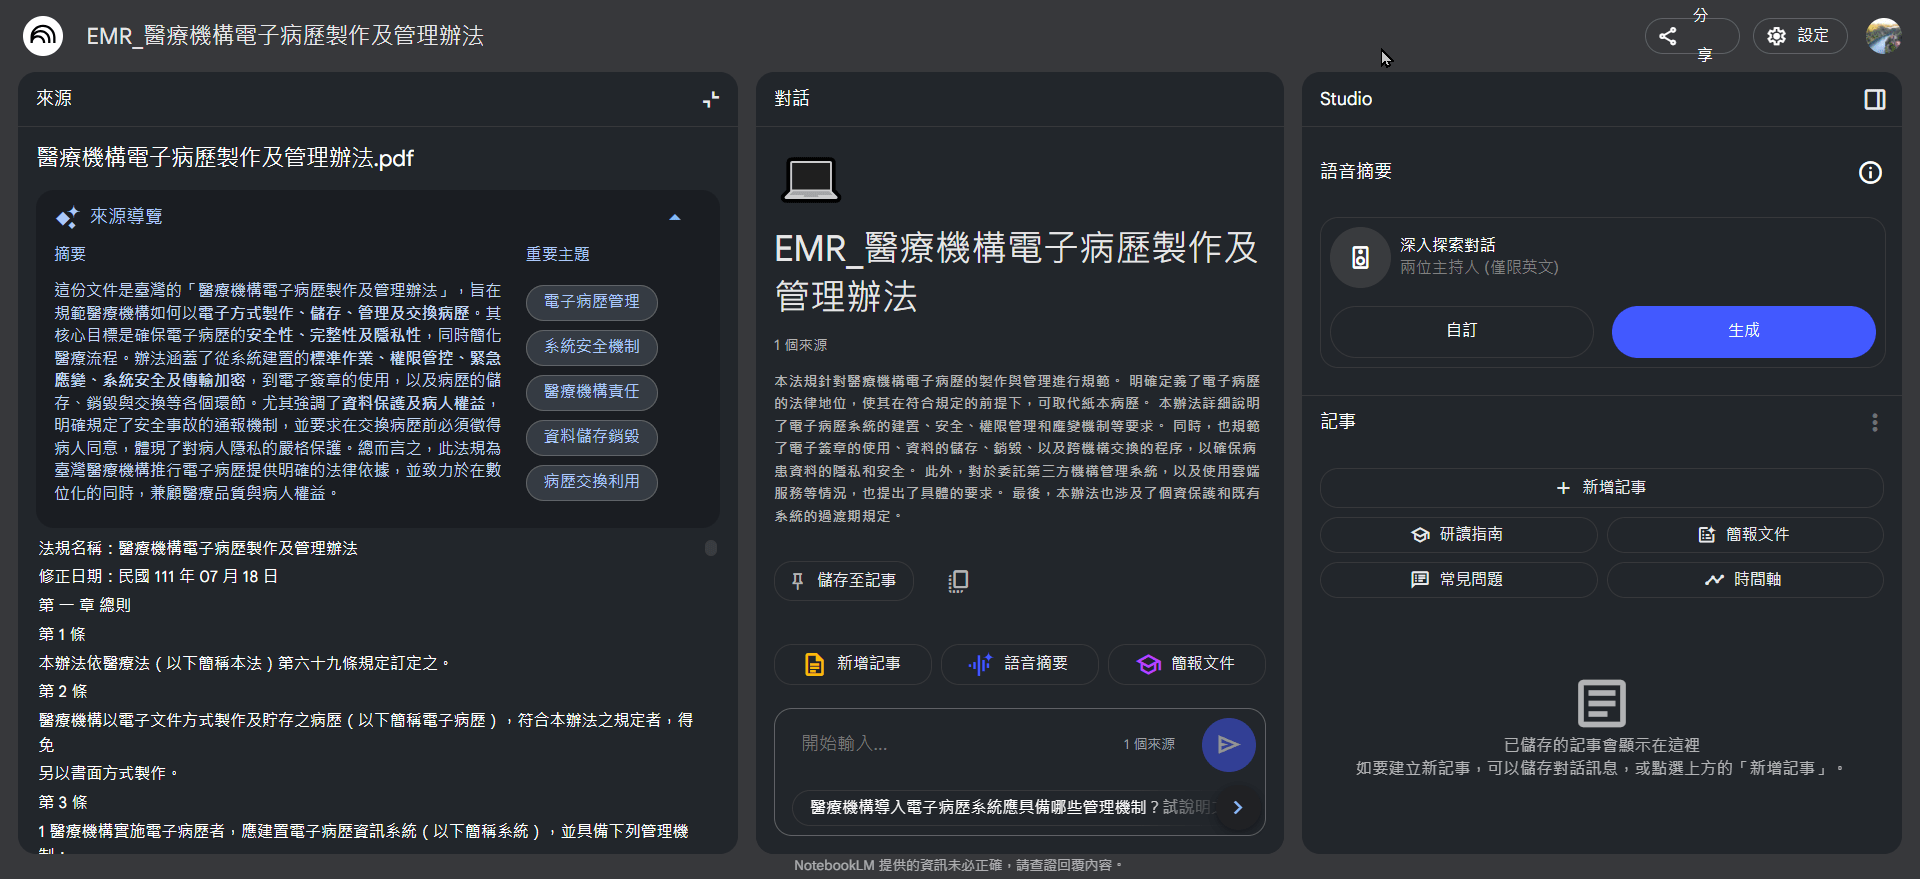 EMR_醫療機構電子病歷製作及管理辦法
分
享
設定
來源
醫療機構電子病歷製作及管理辦法.pdf
來源導覽
摘要
這份文件是臺灣的「醫療機構電子病歷製作及管理辦法」，旨在
規範醫療機構如何以電子方式製作、儲存、管理及交換病歷。其
核心目標是確保電子病歷的安全性、完整性及隱私性，同時簡化
醫療流程。辦法涵蓋了從系統建置的標準作業、權限管控、緊急
應變、系統安全及傳輸加密，到電子簽章的使用，以及病歷的儲
存、銷毀與交換等各個環節。尤其強調了資料保護及病人權益，
明確規定了安全事故的通報機制，並要求在交換病歷前必須徵得
病人同意，體現了對病人隱私的嚴格保護。總而言之，此法規為
臺灣醫療機構推行電子病歷提供明確的法律依據，並致力於在數
位化的同時，兼顧醫療品質與病人權益。
重要主題
電子病歷管理
系統安全機制
醫療機構責任
資料儲存銷毀
病歷交換利用
法規名稱：醫療機構電子病歷製作及管理辦法
修正日期：民國 111 年 07 月 18 日
第 一 章 總則
第 1 條
本辦法依醫療法（以下簡稱本法）第六十九條規定訂定之。
第 2 條
醫療機構以電子文件方式製作及貯存之病歷（以下簡稱電子病歷），符合本辦法之規定者，得
免
另以書面方式製作。
第 3 條
1 醫療機構實施電子病歷者，應建置電子病歷資訊系統（以下簡稱系統），並具備下列管理機
制：
對話
EMR_醫療機構電子病歷製作及
管理辦法
1 個來源
本法規針對醫療機構電子病歷的製作與管理進行規範。 明確定義了電子病歷
的法律地位，使其在符合規定的前提下，可取代紙本病歷。 本辦法詳細說明
了電子病歷系統的建置、安全、權限管理和應變機制等要求。 同時，也規範
了電子簽章的使用、資料的儲存、銷毀、以及跨機構交換的程序，以確保病
患資料的隱私和安全。 此外，對於委託第三方機構管理系統，以及使用雲端
服務等情況，也提出了具體的要求。 最後，本辦法也涉及了個資保護和既有
系統的過渡期規定。
儲存至記事
新增記事
語音摘要
簡報文件
開始輸入...
1 個來源
醫療機構導入電子病歷系統應具備哪些管理機制？試說明
NotebookLM 提供的資訊未必正確，請查證回覆內容。
Studio
語音摘要
深入探索對話
兩位主持人 (僅限英文)
自訂
生成
記事
新增記事
研讀指南
簡報文件
常見問題
時間軸
已儲存的記事會顯示在這裡
如要建立新記事，可以儲存對話訊息，或點選上方的「新增記事」。